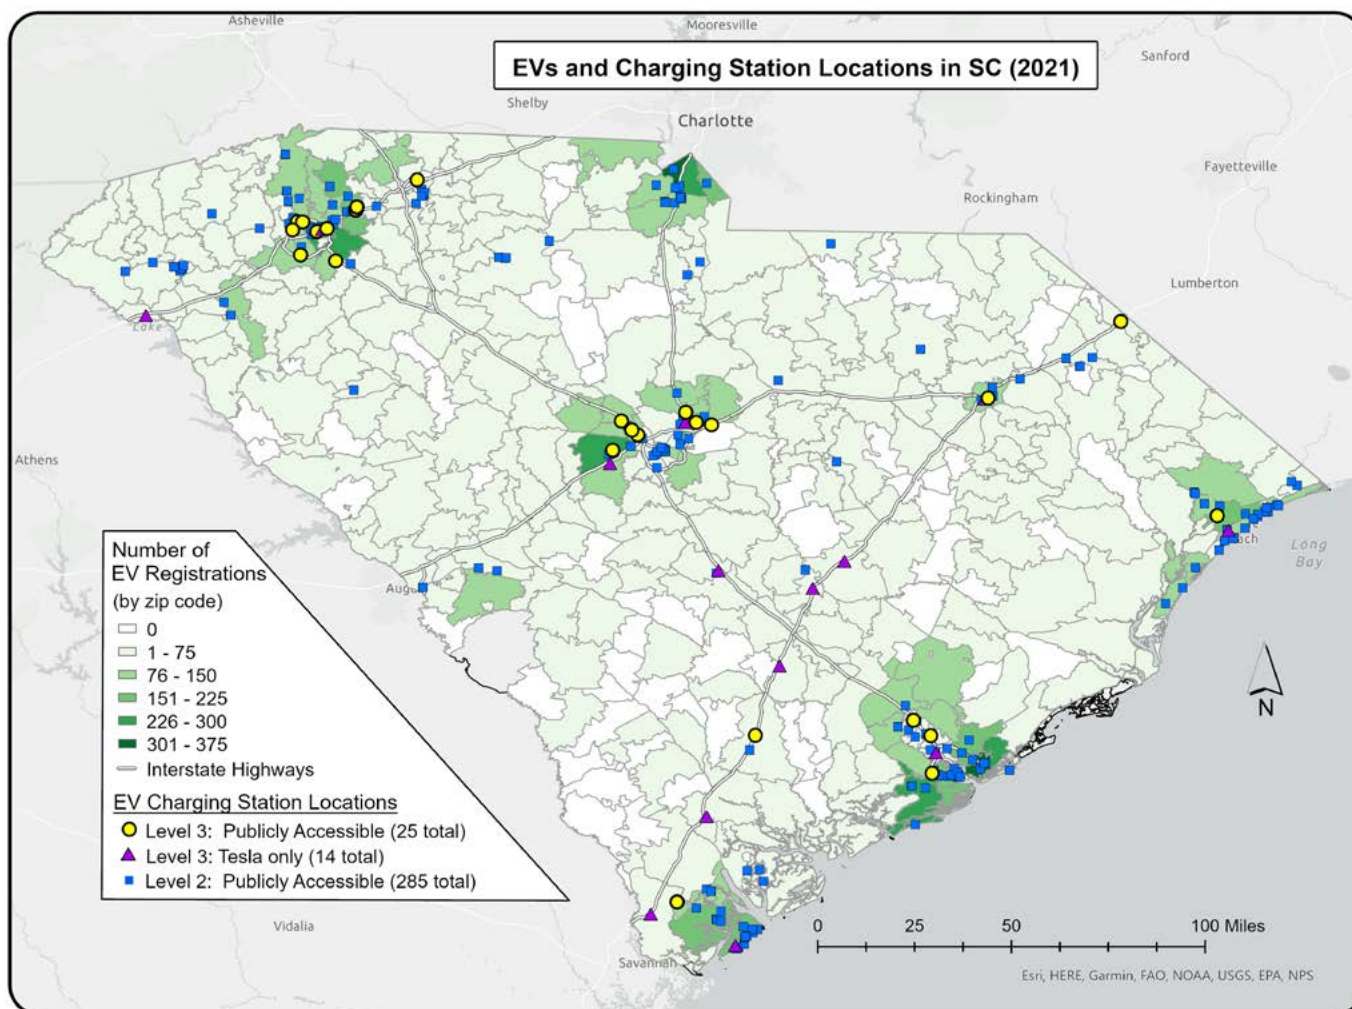 Asheville
Mooresville
Sanford
EVs and Charging Station Locations in SC (2021)
Shelby
Charlotte
Fayetteville
Rockingham
Lumberton
Lake
Athens
Long
Bay
Number of
EV Registrations
(by zip code)
0
1 - 75
76 - 150
151 - 225
226 - 300
301 - 375
Interstate Highways
EV Charging Station Locations
Level 3: Publicly Accessible (25 total)
Level 3: Tesla only (14 total)
Level 2: Publicly Accessible (285 total)
N
Vidalia
Savannah
0 25 50 100 Miles
Esri, HERE, Garmin, FAO, NOAA, USGS, EPA, NPS